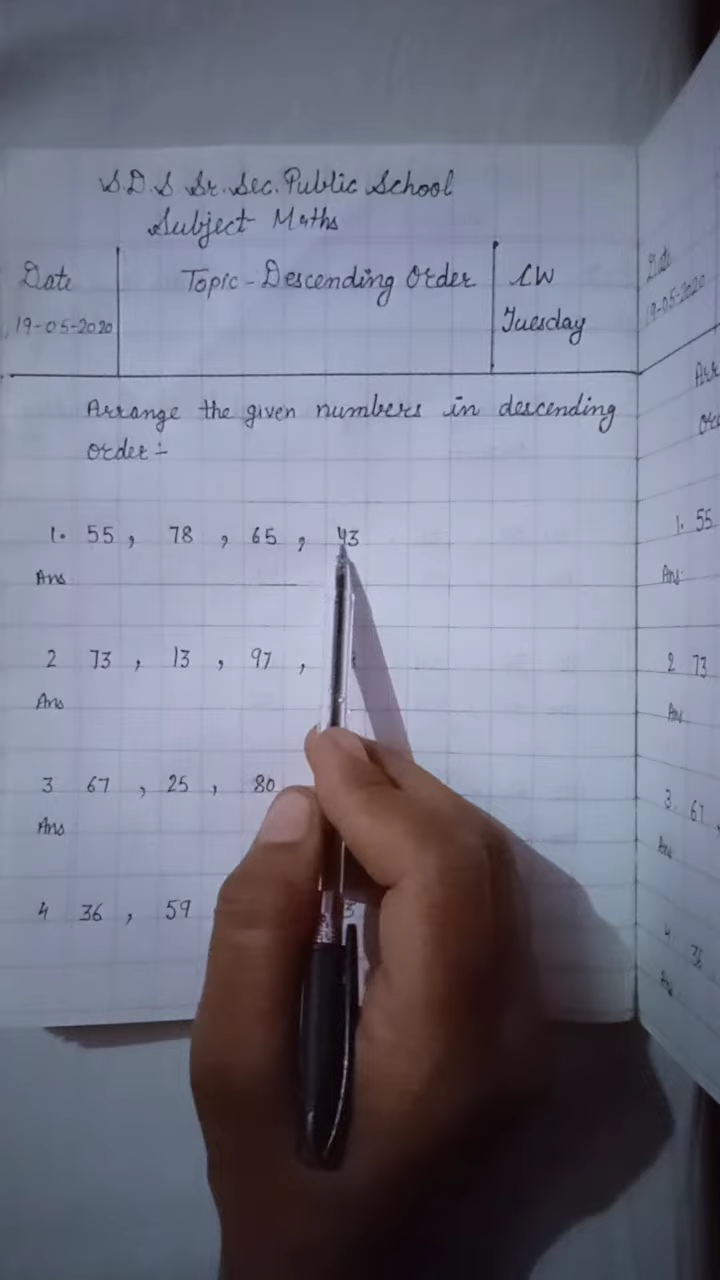 S.D.S Sr. Sec. Public School
Subject- Maths
Date
19-05-2020
Topic - Descending Order
CW
Tuesday
Arrange the given numbers in descending
order :-
1. 55 , 78 , 65 , 43
Ans
2 73 , 13 , 97 ,
Ans
3 67 , 25 , 80
Ans
4 36 , 59
Date
19-05-2020
1. 55
Ans
2 73
Ans
3. 67
Ans
4. 36
Ans